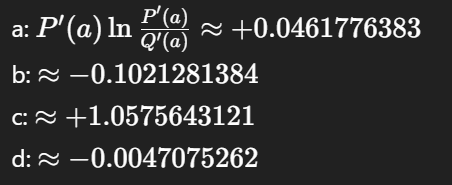 a: P′(a) ln P′(a)/Q′(a) ≈ +0.0461776383
b: ≈ −0.1021281384
c: ≈ +1.0575643121
d: ≈ −0.0047075262